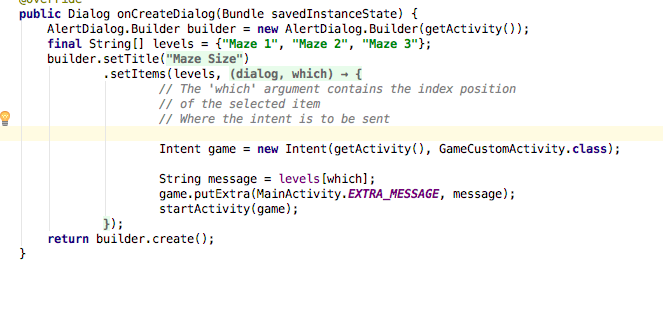 @Override
public Dialog onCreateDialog(Bundle savedInstanceState) {
AlertDialog.Builder builder = new AlertDialog.Builder(getActivity());
final String[] levels = {"Maze 1", "Maze 2", "Maze 3"};
builder.setTitle("Maze Size")
.setItems(levels, (dialog, which) → {
// The 'which' argument contains the index position
// of the selected item
// Where the intent is to be sent
Intent game = new Intent(getActivity(), GameCustomActivity.class);
String message = levels[which];
game.putExtra(MainActivity.EXTRA_MESSAGE, message);
startActivity(game);
});
return builder.create();
}